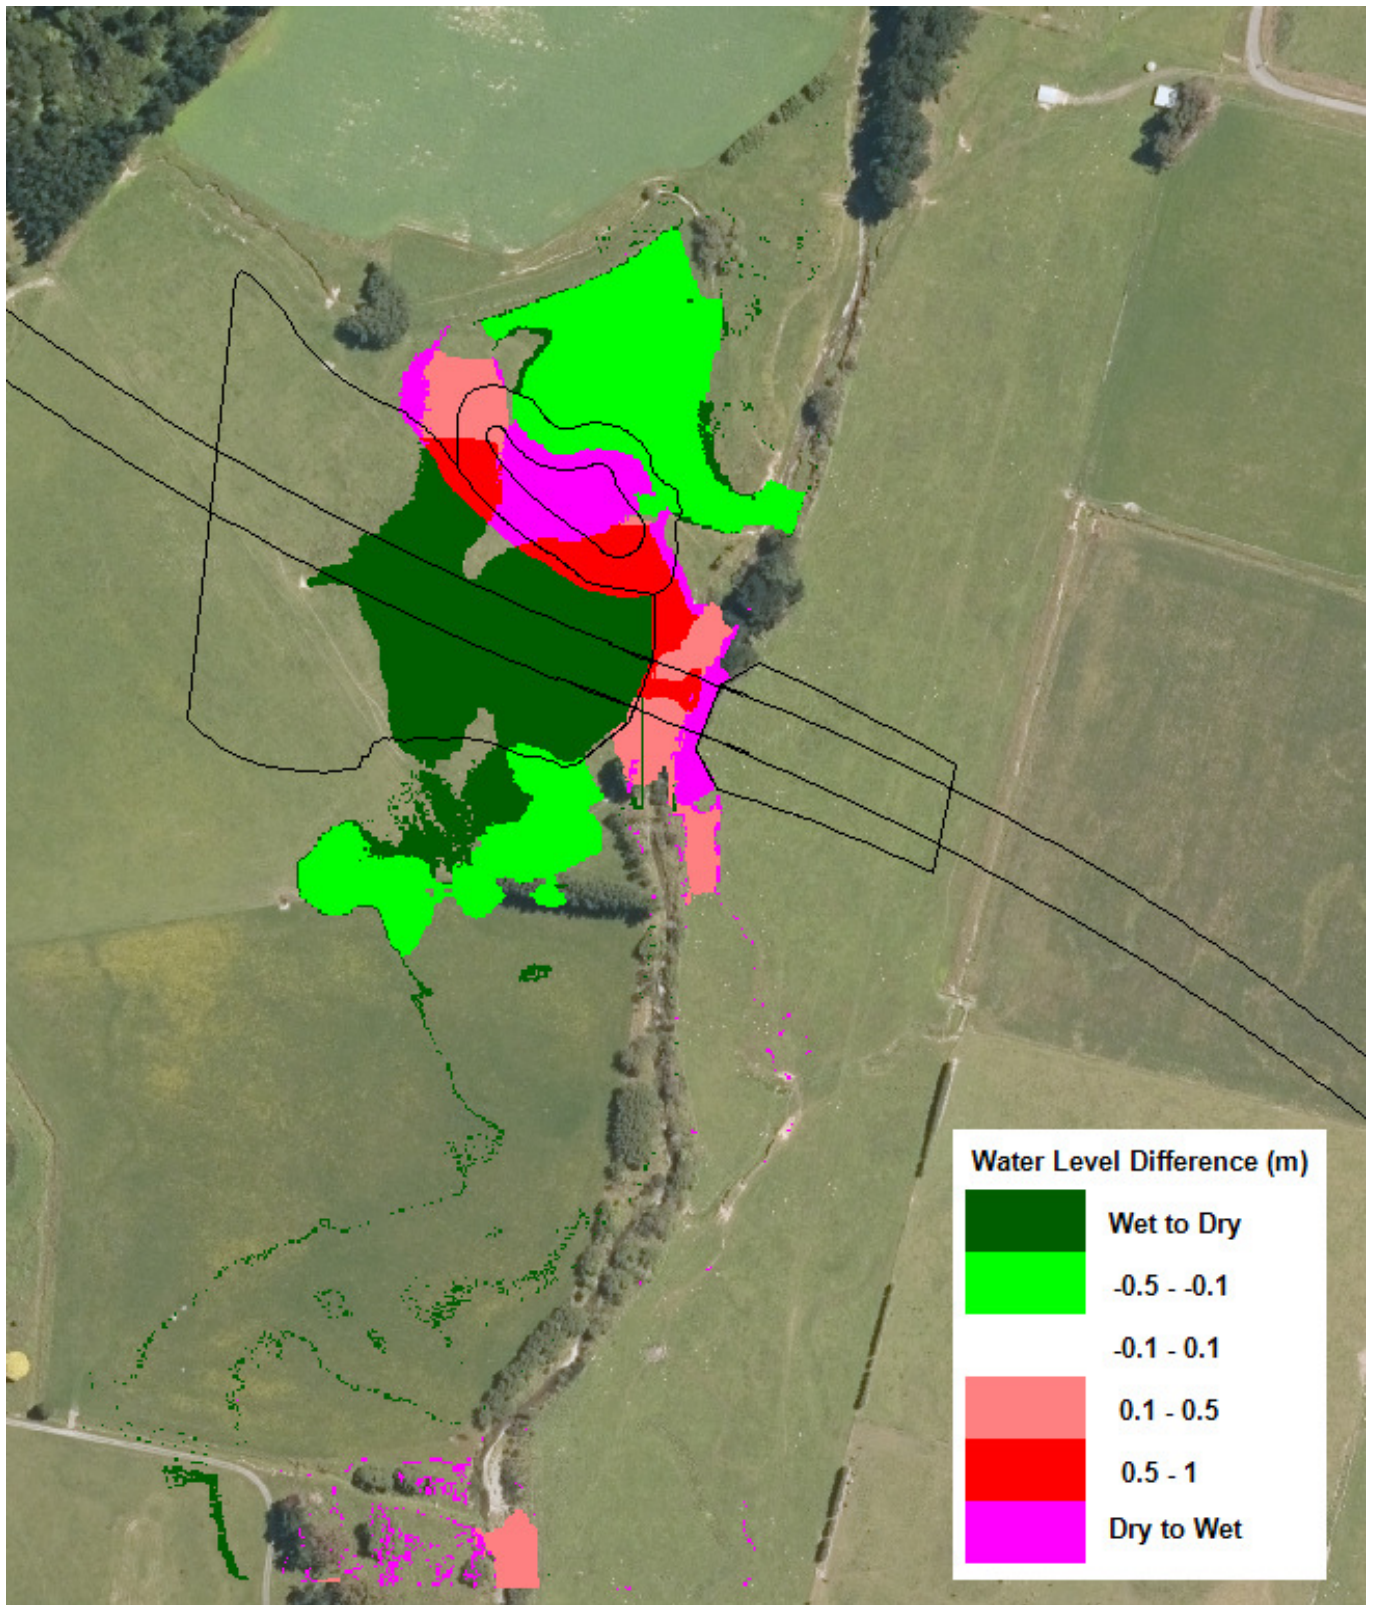 Water Level Difference (m)
Wet to Dry
-0.5 - -0.1
-0.1 - 0.1
0.1 - 0.5
0.5 - 1
Dry to Wet